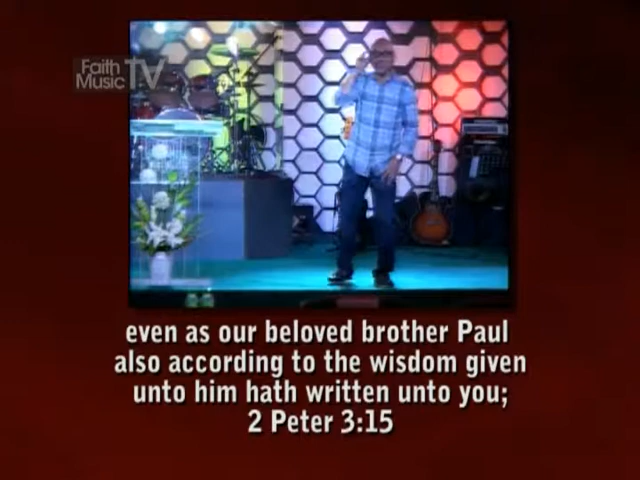 Faith
Music TV
even as our beloved brother Paul
also according to the wisdom given
unto him hath written unto you;
2 Peter 3:15